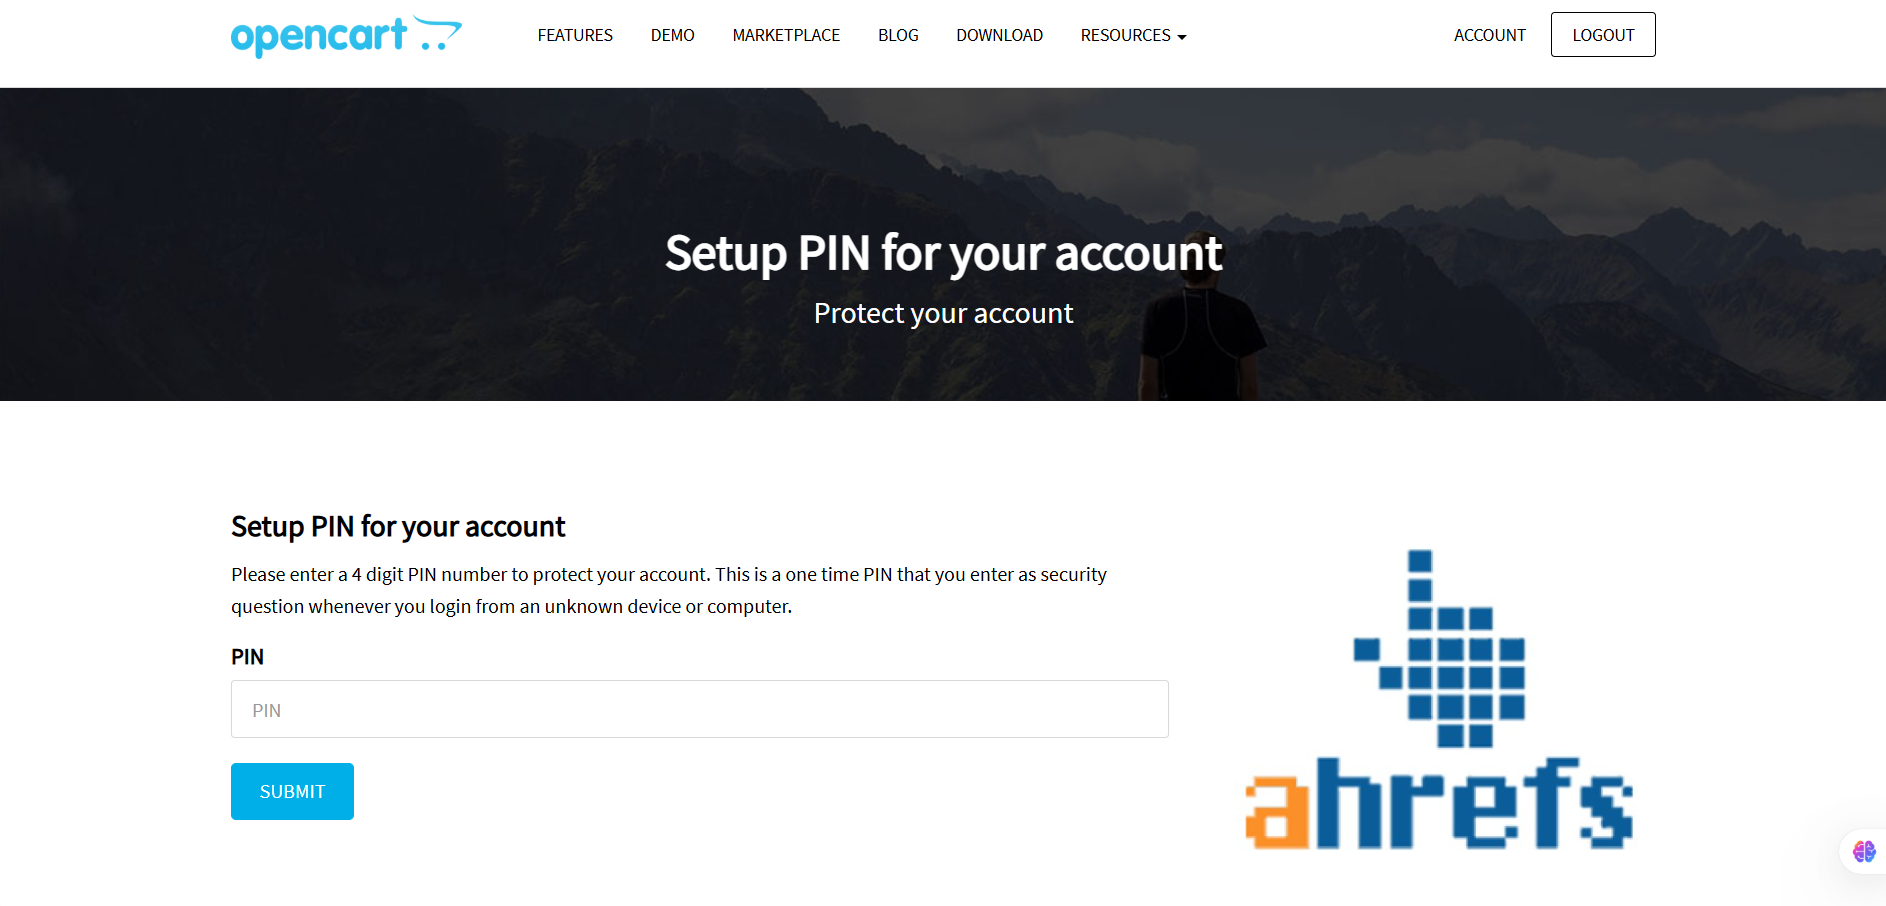 opencart
FEATURES DEMO MARKETPLACE BLOG DOWNLOAD RESOURCES ACCOUNT LOGOUT
Setup PIN for your account
Protect your account
Setup PIN for your account
Please enter a 4 digit PIN number to protect your account. This is a one time PIN that you enter as security
question whenever you login from an unknown device or computer.
PIN
PIN
SUBMIT
ahrefs